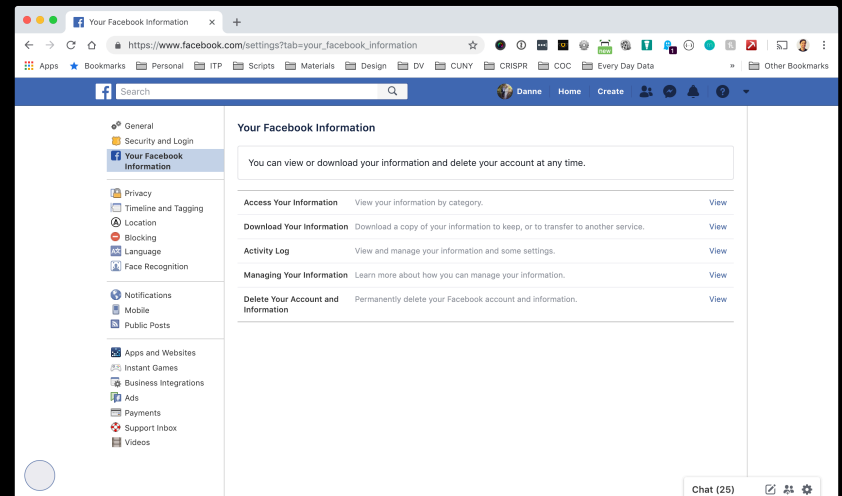 Your Facebook Information
https://www.facebook.com/settings?tab=your_facebook_information
new
1
Apps Bookmarks Personal ITP Scripts Materials Design DV CUNY CRISPR COC Every Day Data » Other Bookmarks
Search
Danne Home Create
General
Security and Login
Your Facebook
Information
Privacy
Timeline and Tagging
Location
Blocking
Language
Face Recognition
Notifications
Mobile
Public Posts
Apps and Websites
Instant Games
Business Integrations
Ads
Payments
Support Inbox
Videos
Your Facebook Information
You can view or download your information and delete your account at any time.
Access Your Information View your information by category. View
Download Your Information Download a copy of your information to keep, or to transfer to another service. View
Activity Log View and manage your information and some settings. View
Managing Your Information Learn more about how you can manage your information. View
Delete Your Account and Permanently delete your Facebook account and information. View
Information
Chat (25)